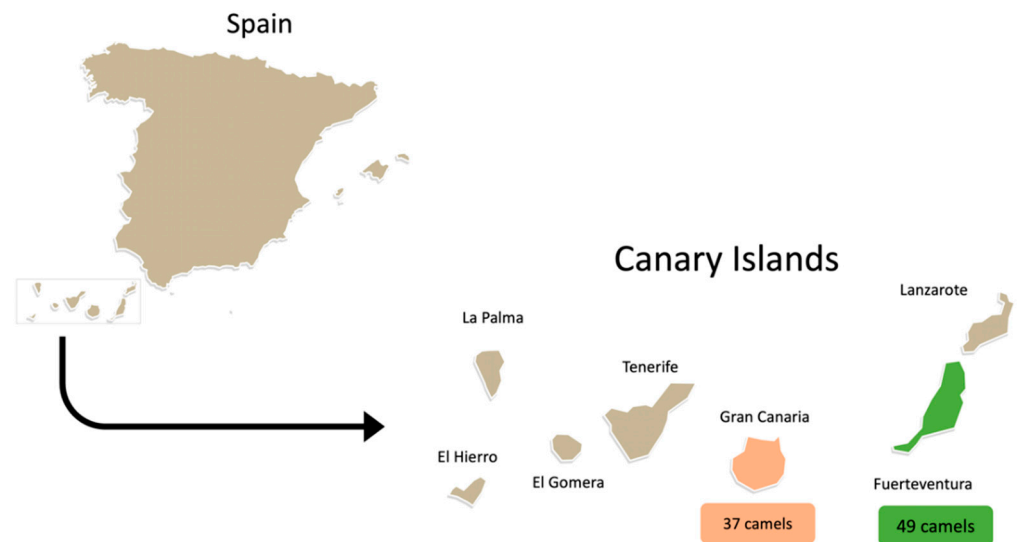 Spain
Canary Islands
Lanzarote
La Palma
Tenerife
Gran Canaria
El Hierro
El Gomera
Fuerteventura
37 camels
49 camels